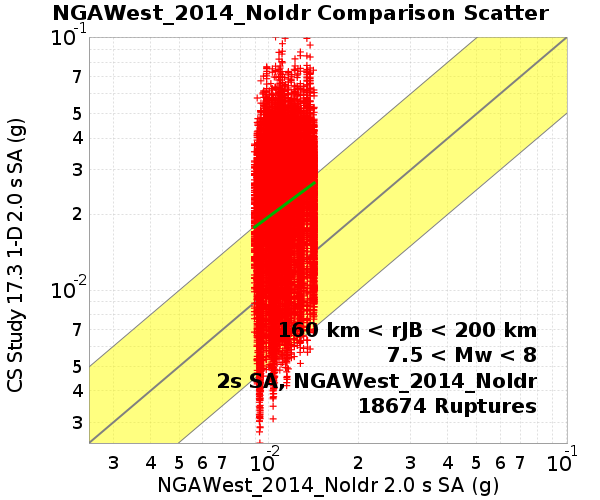 NGAWest_2014_NoIdr Comparison Scatter
CS Study 17.3 1-D 2.0 s SA (g)
10-1
7
5
4
3
2
10-2
7
5
4
3
160 km < rJB < 200 km
7.5 < Mw < 8
2s SA, NGAWest_2014_NoIdr
18674 Ruptures
3 4 5 6 7 10-2 2 3 4 5 6 7 10-1
NGAWest_2014_NoIdr 2.0 s SA (g)